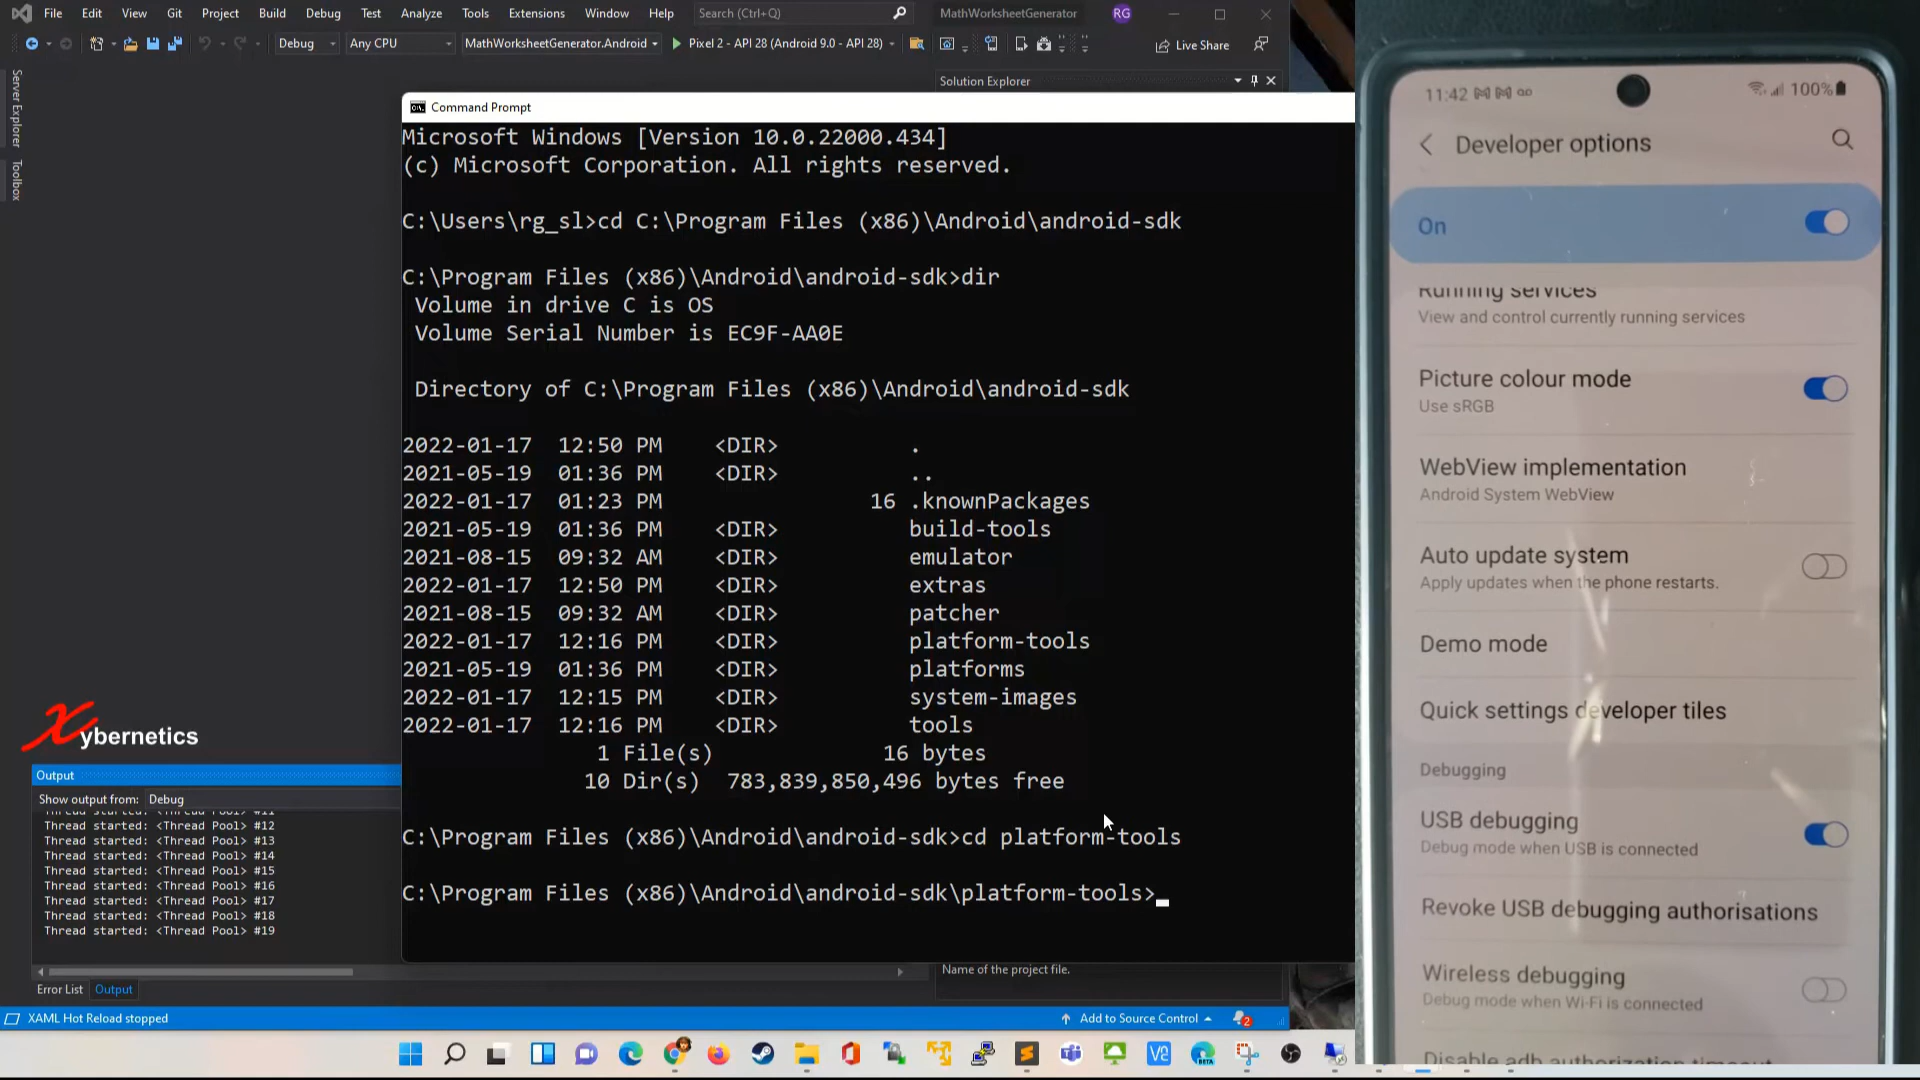 File Edit View Git Project Build Debug Test Analyze Tools Extensions Window Help Search (Ctrl+Q) MathWorksheetGenerator RG
Debug Any CPU MathWorksheetGenerator.Android Pixel 2 - API 28 (Android 9.0 - API 28) Live Share
Server Explorer
Toolbox
Solution Explorer
Command Prompt
Microsoft Windows [Version 10.0.22000.434]
(c) Microsoft Corporation. All rights reserved.
C:\Users\rg_sl>cd C:\Program Files (x86)\Android\android-sdk
C:\Program Files (x86)\Android\android-sdk>dir
Volume in drive C is OS
Volume Serial Number is EC9F-AA0E
Directory of C:\Program Files (x86)\Android\android-sdk
2022-01-17 12:50 PM <DIR> .
2021-05-19 01:36 PM <DIR> ..
2022-01-17 01:23 PM 16 .knownPackages
2021-05-19 01:36 PM <DIR> build-tools
2021-08-15 09:32 AM <DIR> emulator
2022-01-17 12:50 PM <DIR> extras
2021-08-15 09:32 AM <DIR> patcher
2022-01-17 12:16 PM <DIR> platform-tools
2021-05-19 01:36 PM <DIR> platforms
2022-01-17 12:15 PM <DIR> system-images
2022-01-17 12:16 PM <DIR> tools
1 File(s) 16 bytes
10 Dir(s) 783,839,850,496 bytes free
C:\Program Files (x86)\Android\android-sdk>cd platform-tools
C:\Program Files (x86)\Android\android-sdk\platform-tools>
Xybernetics
Output
Show output from: Debug
Thread started: <Thread Pool> #11
Thread started: <Thread Pool> #12
Thread started: <Thread Pool> #13
Thread started: <Thread Pool> #14
Thread started: <Thread Pool> #15
Thread started: <Thread Pool> #16
Thread started: <Thread Pool> #17
Thread started: <Thread Pool> #18
Thread started: <Thread Pool> #19
Error List Output
Name of the project file.
XAML Hot Reload stopped
Add to Source Control 2
V2
BETA
11:42 100%
Developer options
On
Running services
View and control currently running services
Picture colour mode
Use sRGB
WebView implementation
Android System WebView
Auto update system
Apply updates when the phone restarts.
Demo mode
Quick settings developer tiles
Debugging
USB debugging
Debug mode when USB is connected
Revoke USB debugging authorisations
Wireless debugging
Debug mode when Wi-Fi is connected
Disable adb authorization timeout